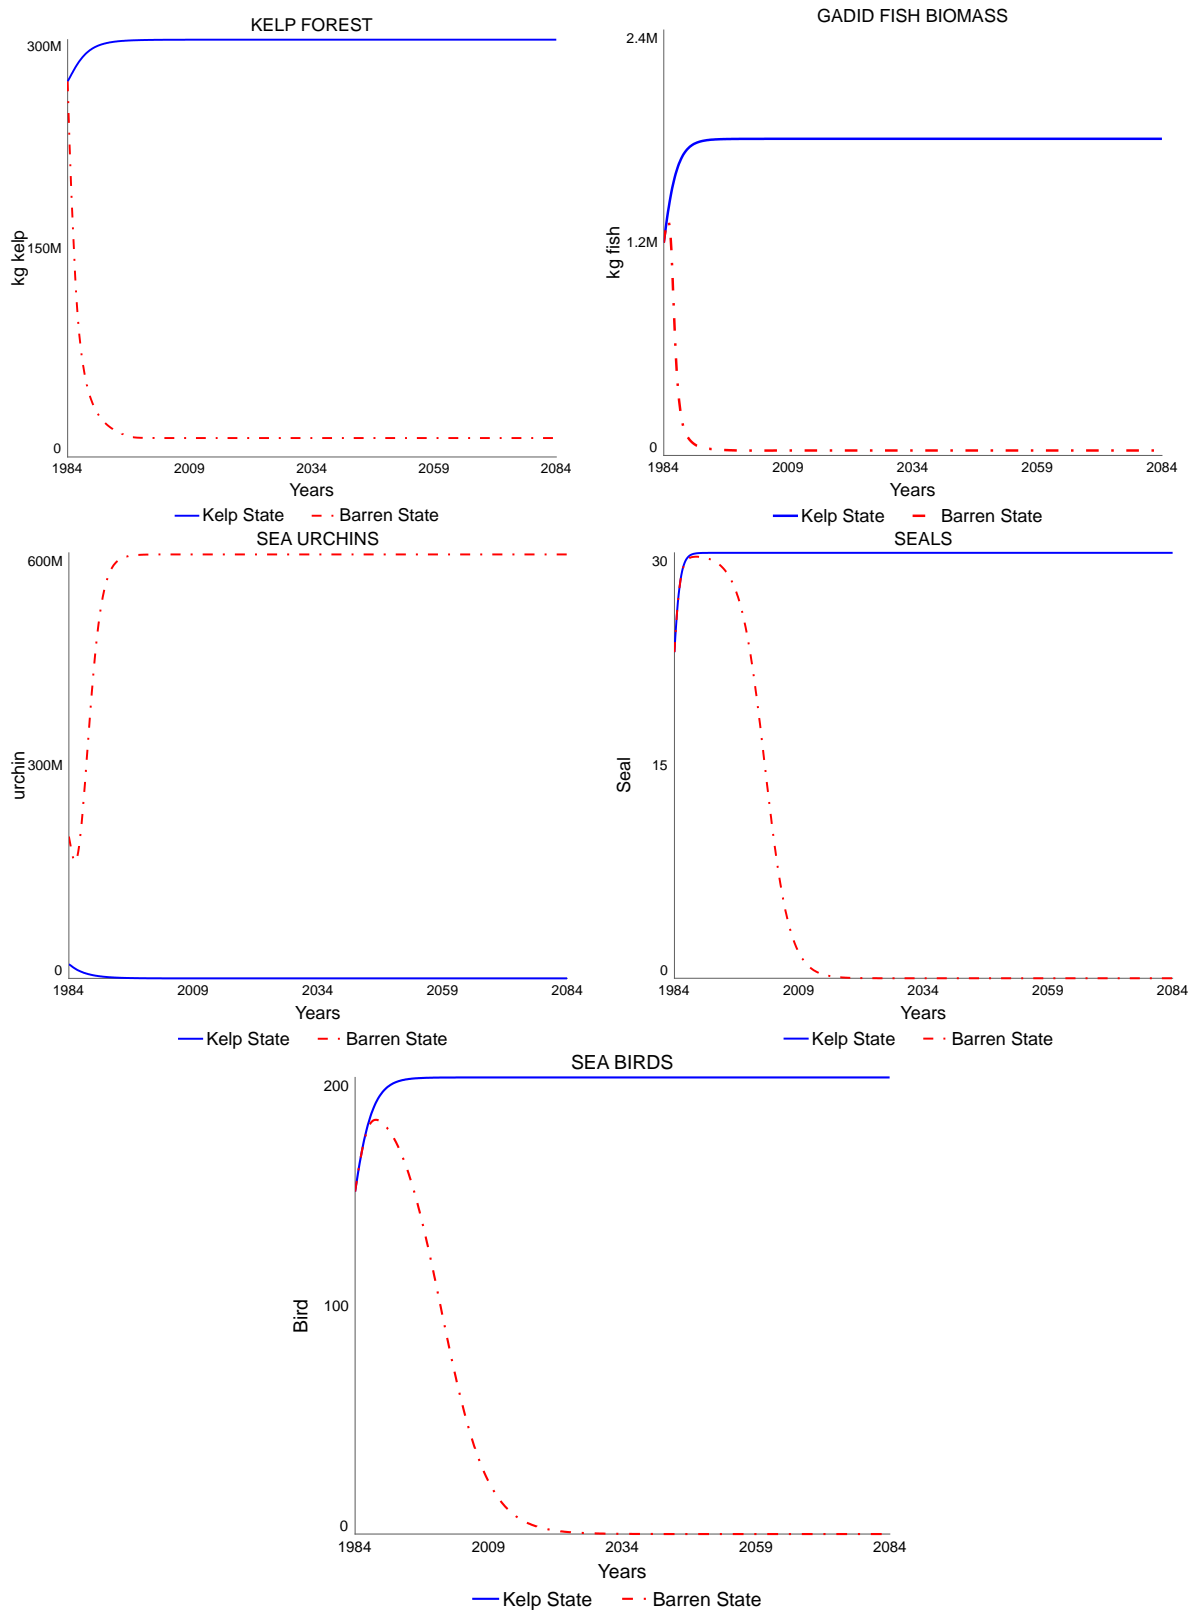 KELP FOREST
300M
150M
0
kg kelp
1984 2009 2034 2059 2084
Years
Kelp State Barren State
GADID FISH BIOMASS
2.4M
1.2M
0
kg fish
1984 2009 2034 2059 2084
Years
Kelp State Barren State
SEA URCHINS
600M
300M
0
urchin
1984 2009 2034 2059 2084
Years
Kelp State Barren State
SEALS
30
15
0
Seal
1984 2009 2034 2059 2084
Years
Kelp State Barren State
SEA BIRDS
200
100
0
Bird
1984 2009 2034 2059 2084
Years
Kelp State Barren State